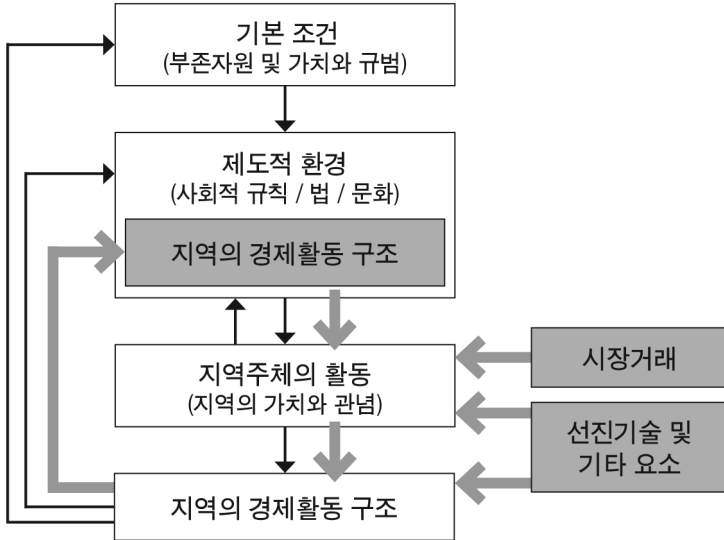 기본 조건
(부존자원 및 가치와 규범)
제도적 환경
(사회적 규칙 / 법 / 문화)
지역의 경제활동 구조
지역주체의 활동
(지역의 가치와 관념)
시장거래
선진기술 및
기타 요소
지역의 경제활동 구조